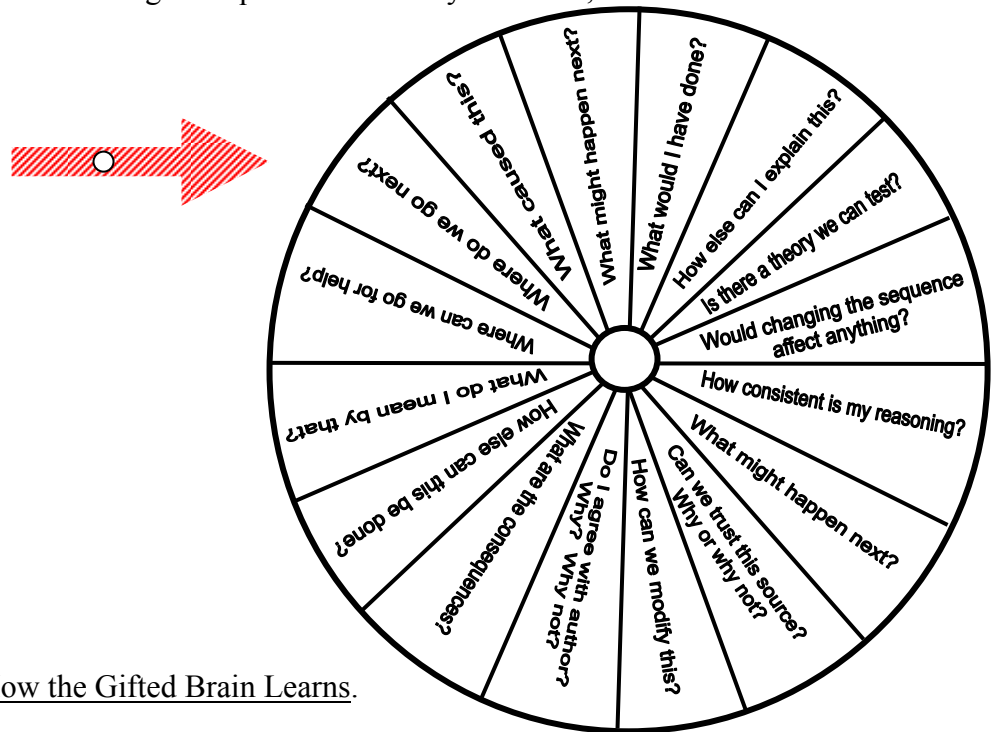 What might happen next?
What would I have done?
How else can I explain this?
Is there a theory we can test?
Would changing the sequence
affect anything?
How consistent is my reasoning?
What might happen next?
Can we trust this source?
Why or why not?
How can we modify this?
Do I agree with author?
Why? Why not?
What are the consequences?
How else can this be done?
What do I mean by that?
Where can we go for help?
Where do we go next?
What caused this?
ow the Gifted Brain Learns.